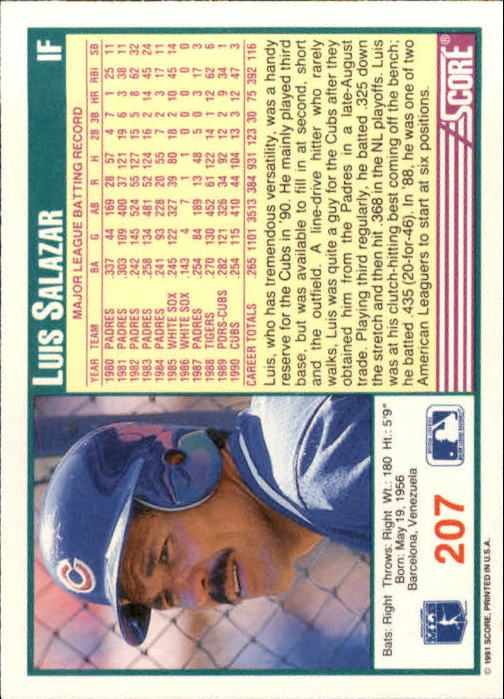 LUIS SALAZAR IF
MAJOR LEAGUE BATTING RECORD
YEAR TEAM BA G AB R H 2B 3B HR RBI SB
1980 PADRES .337 44 169 28 57 4 7 1 25 11
1981 PADRES .303 109 400 37 121 19 6 3 38 11
1982 PADRES .242 145 524 55 127 15 5 8 62 32
1983 PADRES .258 134 481 52 124 16 2 14 45 24
1984 PADRES .241 93 228 20 55 7 2 3 17 11
1985 WHITE SOX .245 122 327 39 80 18 2 10 45 14
1986 WHITE SOX .143 4 7 1 1 0 0 0 0 0
1987 PADRES .254 84 189 13 48 5 0 3 17 3
1988 TIGERS .270 130 452 61 122 14 1 12 62 6
1989 PDRS-CUBS .282 121 326 34 92 12 2 9 34 1
1990 CUBS .254 115 410 44 104 13 3 12 47 3
CAREER TOTALS .265 1101 3513 384 931 123 30 75 392 116
Luis, who has tremendous versatility, was a handy
reserve for the Cubs in '90. He mainly played third
base, but was available to fill in at second, short
and the outfield. A line-drive hitter who rarely
walks, Luis was quite a guy for the Cubs after they
obtained him from the Padres in a late-August
trade. Playing third regularly, he batted .325 down
the stretch and then hit .368 in the NL playoffs. Luis
was at his clutch-hitting best coming off the bench;
he batted .435 (20-for-46). In '88, he was one of two
American Leaguers to start at six positions.
SCORE®
C
Bats: Right Throws: Right Wt.: 180 Ht.: 5'9"
Born: May 19, 1956
Barcelona, Venezuela
207
© 1991 SCORE, PRINTED IN U.S.A.